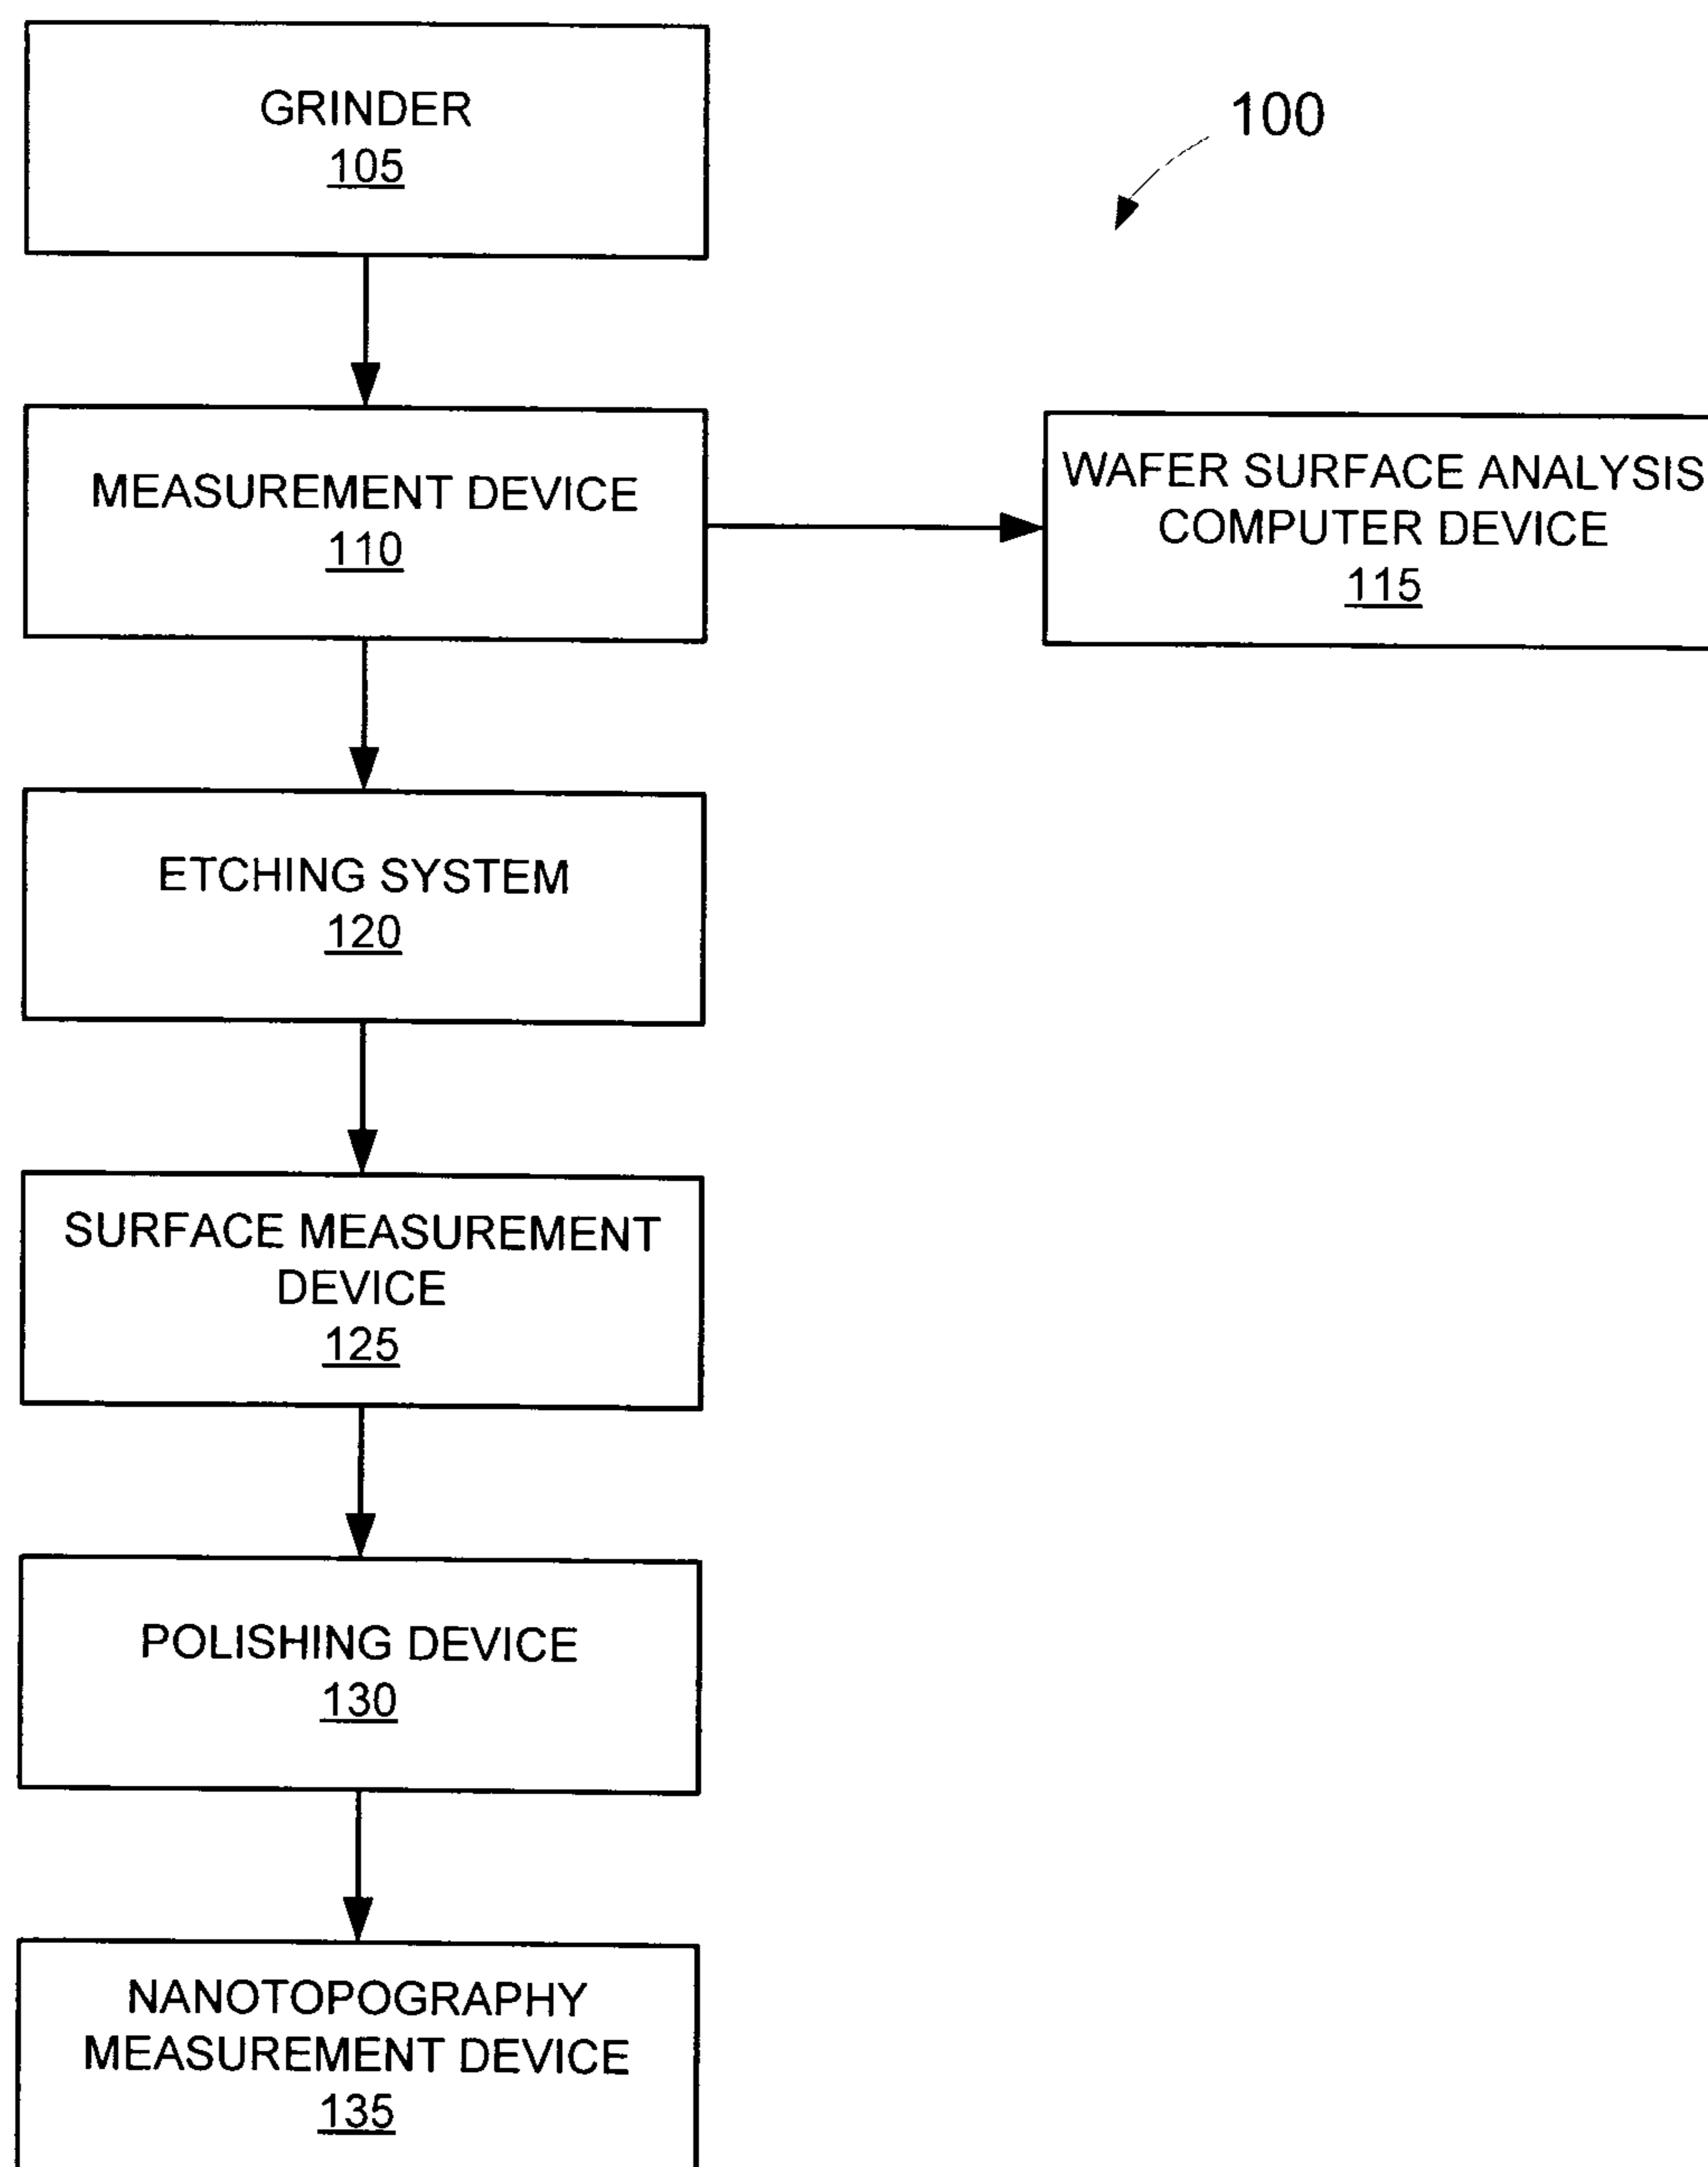 GRINDER
105
100
MEASUREMENT DEVICE
110
WAFER SURFACE ANALYSIS
COMPUTER DEVICE
115
ETCHING SYSTEM
120
SURFACE MEASUREMENT
DEVICE
125
POLISHING DEVICE
130
NANOTOPOGRAPHY
MEASUREMENT DEVICE
135